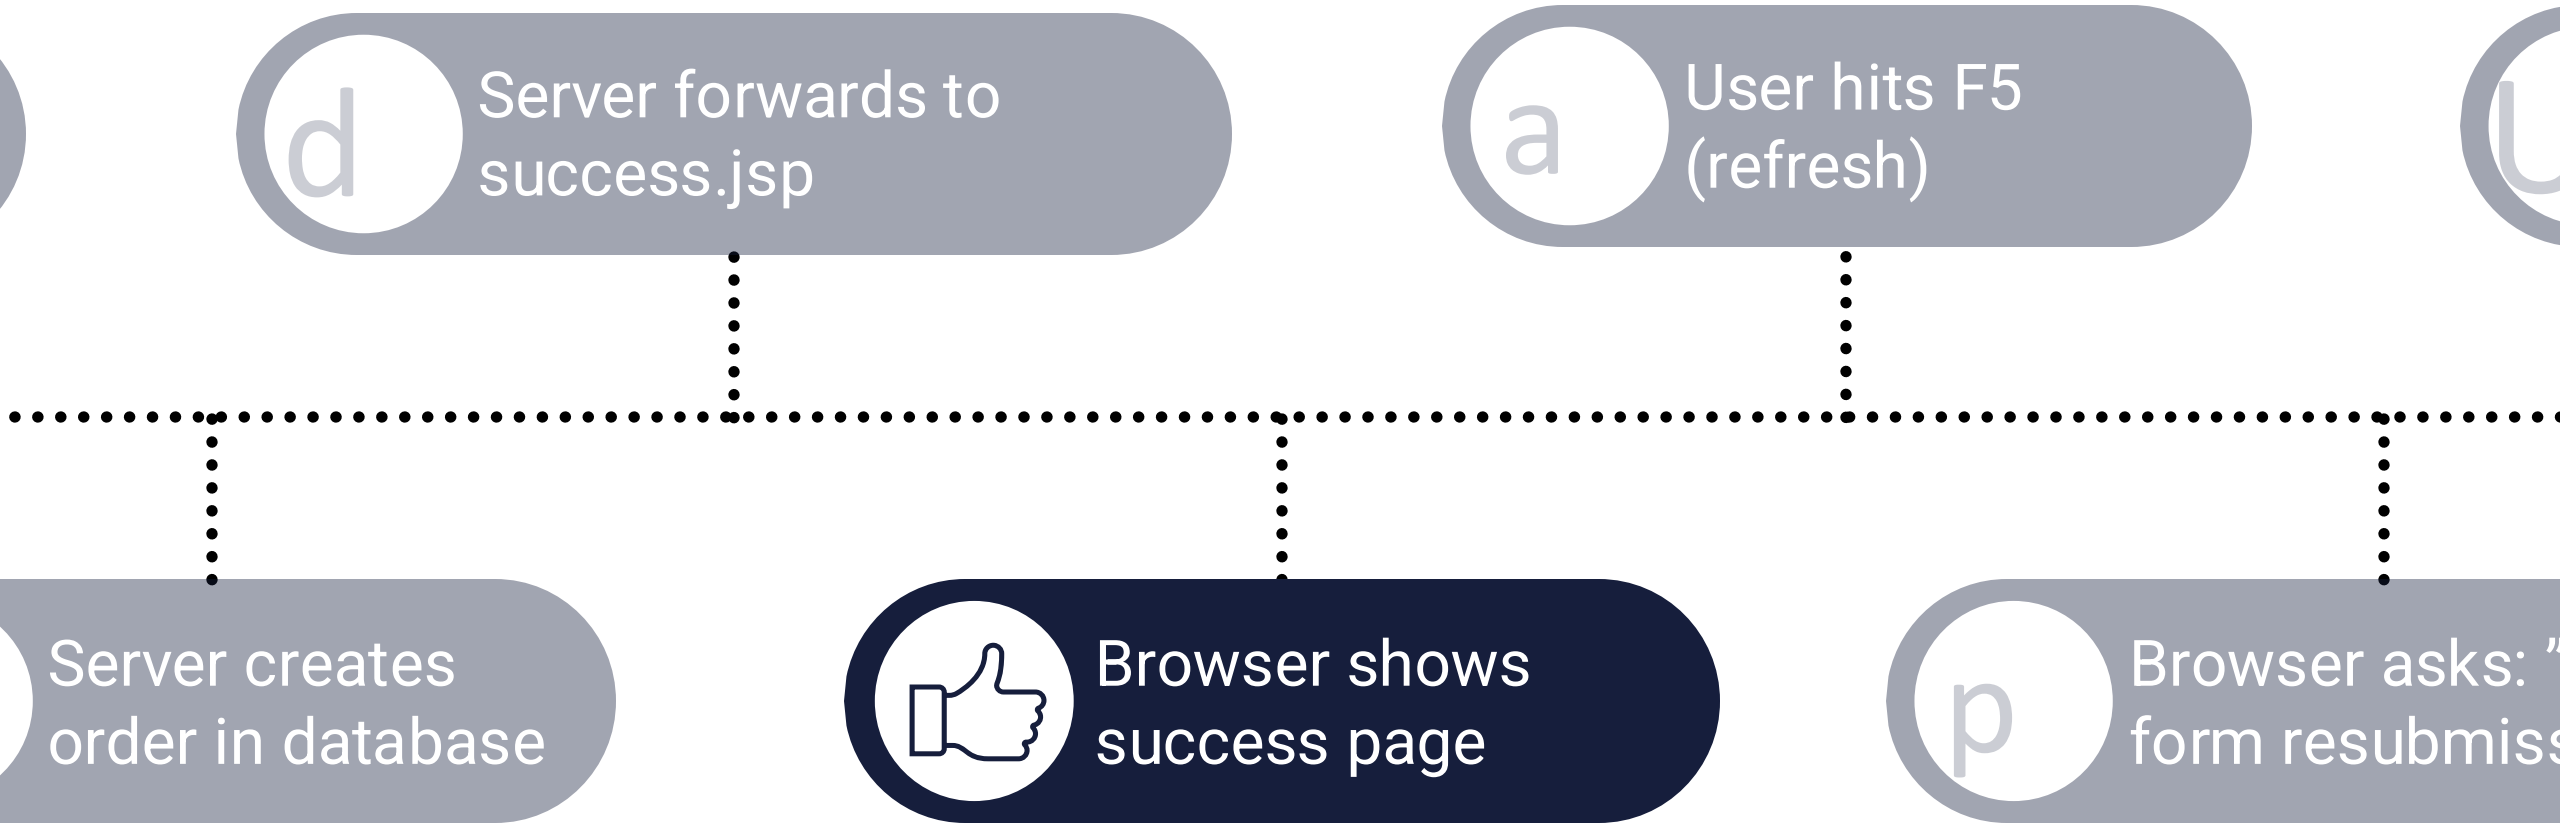 d
Server forwards to
success.jsp
a
User hits F5
(refresh)
U
Server creates
order in database
Browser shows
success page
p
Browser asks: ”
form resubmiss